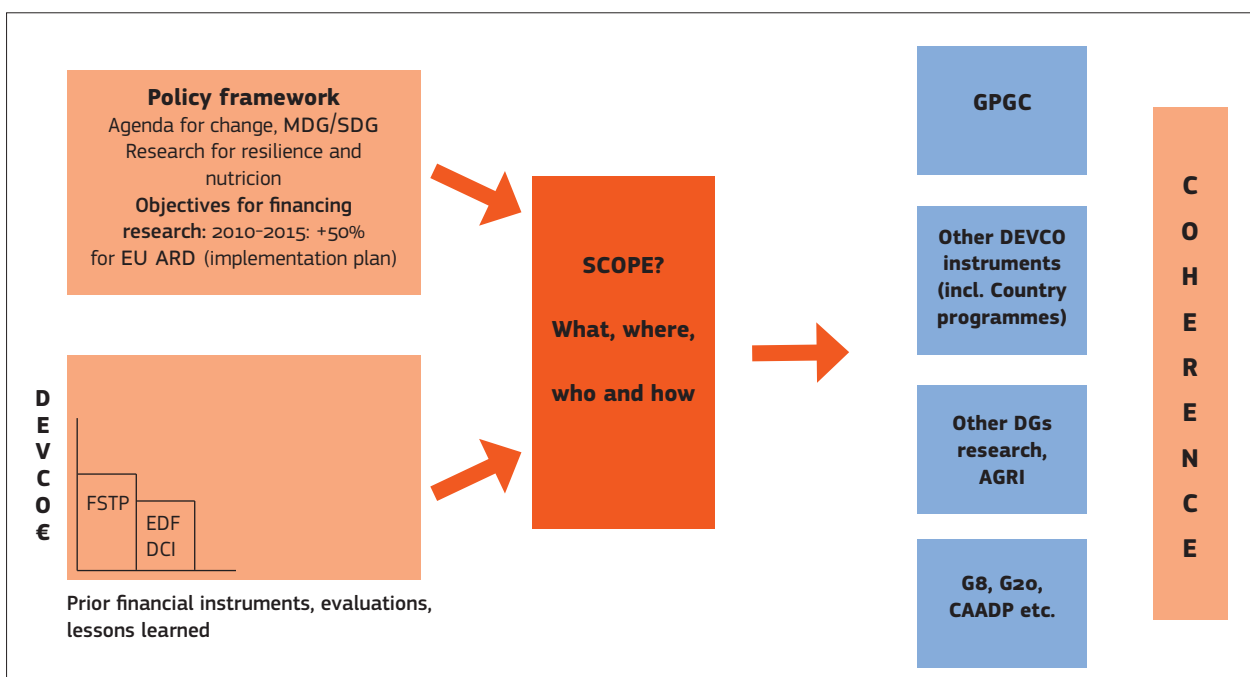 Policy framework
Agenda for change, MDG/SDG
Research for resilience and
nutricion
Objectives for financing
research: 2010-2015: +50%
for EU ARD (implementation plan)
DEVCO€
FSTP
EDF
DCI
Prior financial instruments, evaluations,
lessons learned
SCOPE?
What, where,
who and how
GPGC
Other DEVCO
instruments
(incl. Country
programmes)
Other DGs
research,
AGRI
G8, G20,
CAADP etc.
COHERENCE